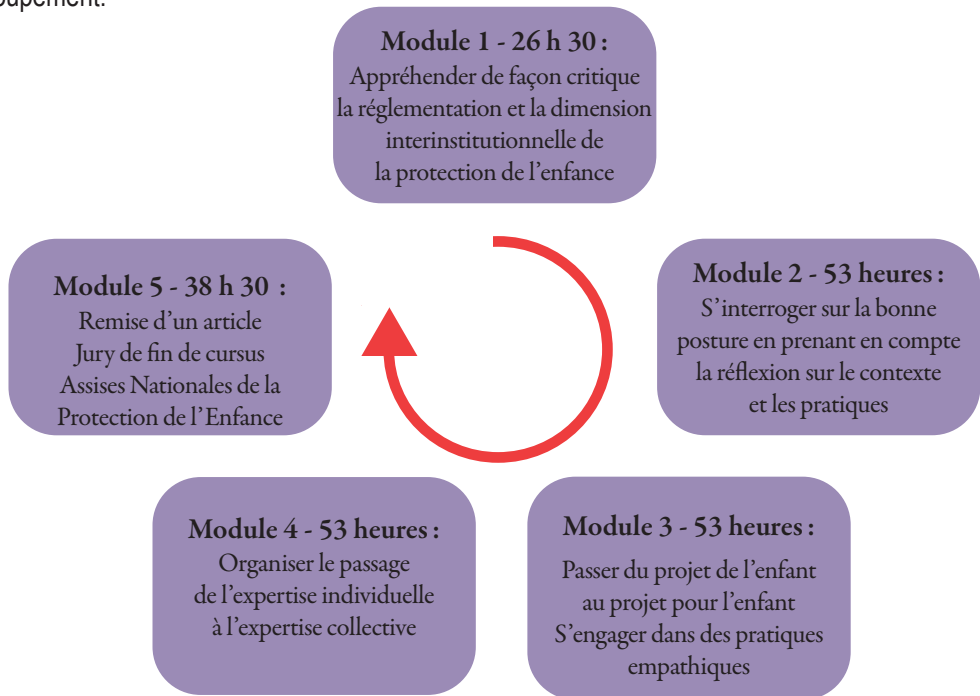 Module 1 - 26 h 30 :
Appréhender de façon critique
la réglementation et la dimension
interinstitutionnelle de
la protection de l'enfance
Module 2 - 53 heures :
S'interroger sur la bonne
posture en prenant en compte
la réflexion sur le contexte
et les pratiques
Module 3 - 53 heures :
Passer du projet de l'enfant
au projet pour l'enfant
S'engager dans des pratiques
empathiques
Module 4 - 53 heures :
Organiser le passage
de l'expertise individuelle
à l'expertise collective
Module 5 - 38 h 30 :
Remise d'un article
Jury de fin de cursus
Assises Nationales de la
Protection de l'Enfance